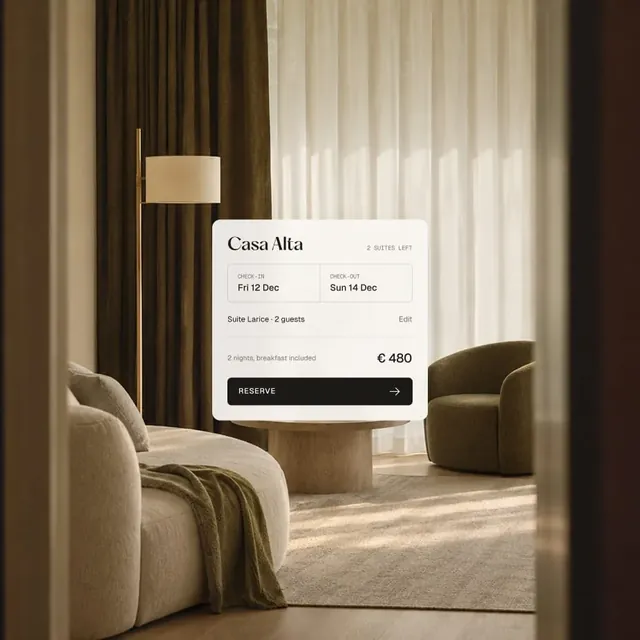 Casa Alta
2 SUITES LEFT
CHECK-IN
CHECK-OUT
Fri 12 Dec
Sun 14 Dec
Suite Larice · 2 guests
Edit
2 nights, breakfast included
€ 480
RESERVE